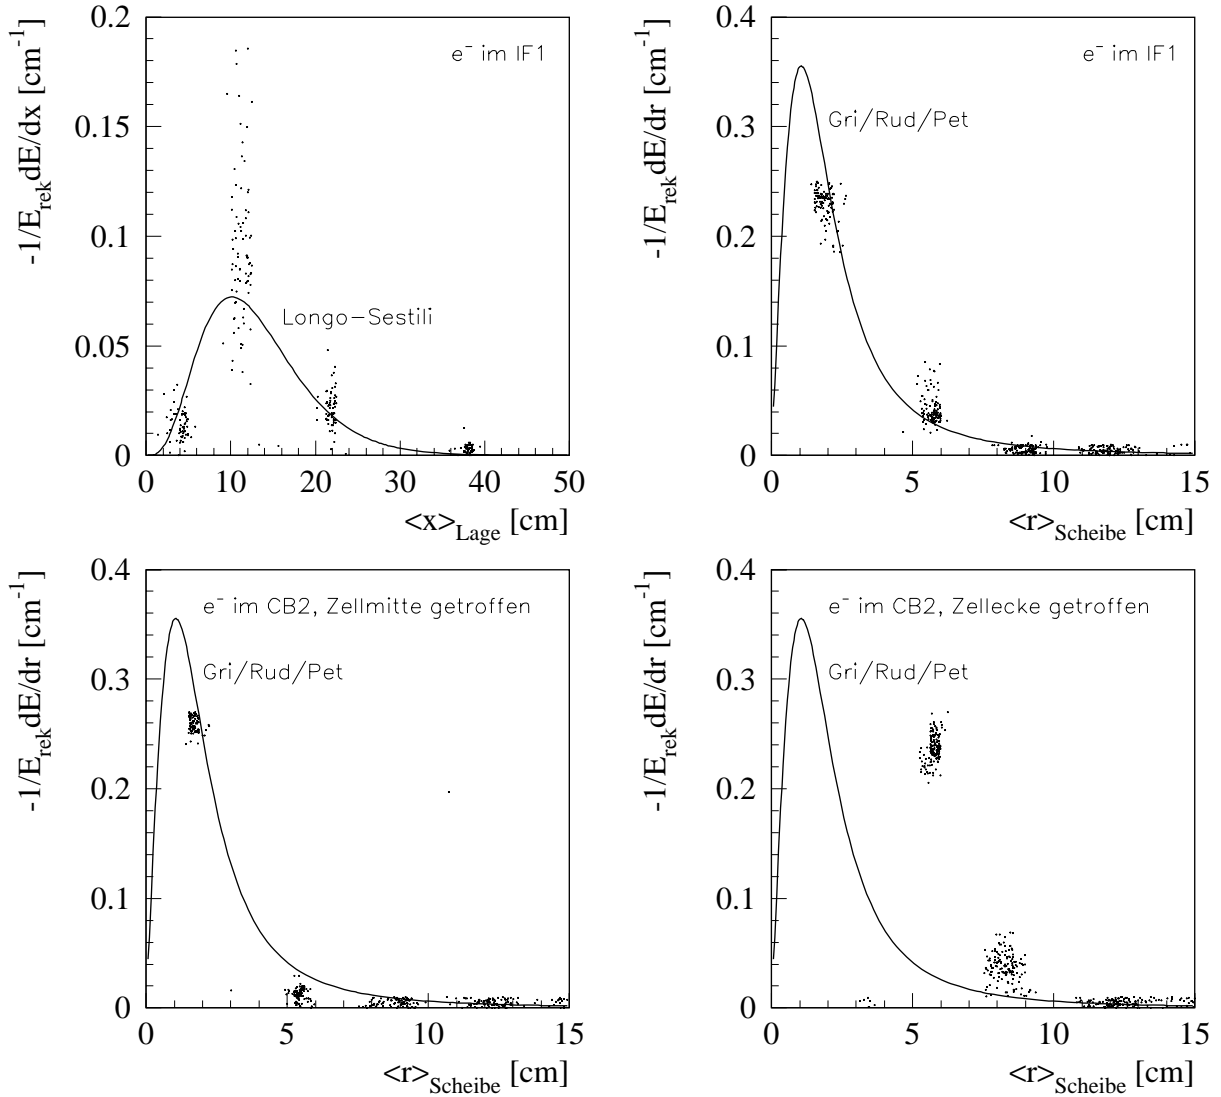 -1/E_rek dE/dx [cm^-1]
0.2
0.15
0.1
0.05
0
e⁻ im IF1
Longo-Sestili
0 10 20 30 40 50
<x>_Lage [cm]
-1/E_rek dE/dr [cm^-1]
0.4
0.3
0.2
0.1
0
e⁻ im IF1
Gri/Rud/Pet
0 5 10 15
<r>_Scheibe [cm]
-1/E_rek dE/dr [cm^-1]
0.4
0.3
0.2
0.1
0
e⁻ im CB2, Zellmitte getroffen
Gri/Rud/Pet
0 5 10 15
<r>_Scheibe [cm]
-1/E_rek dE/dr [cm^-1]
0.4
0.3
0.2
0.1
0
e⁻ im CB2, Zellecke getroffen
Gri/Rud/Pet
0 5 10 15
<r>_Scheibe [cm]